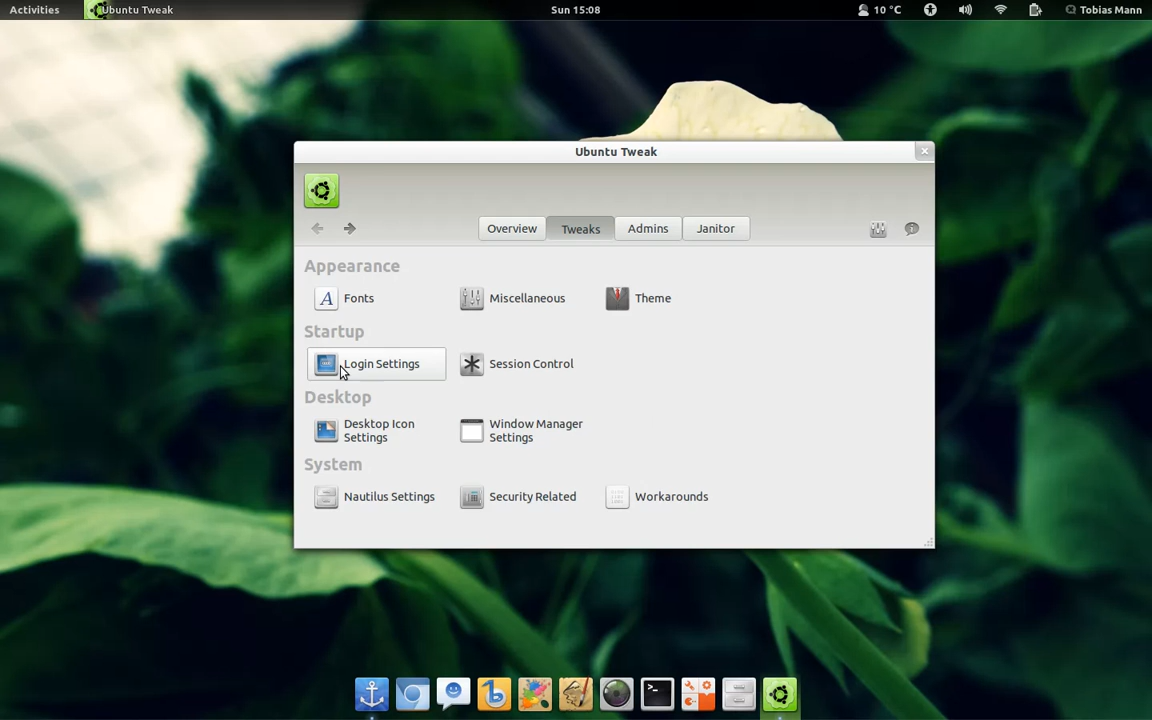 Activities Ubuntu Tweak Sun 15:08 10 °C Tobias Mann
Ubuntu Tweak
Overview Tweaks Admins Janitor
Appearance
Fonts Miscellaneous Theme
Startup
Login Settings Session Control
Desktop
Desktop Icon Settings Window Manager Settings
System
Nautilus Settings Security Related Workarounds